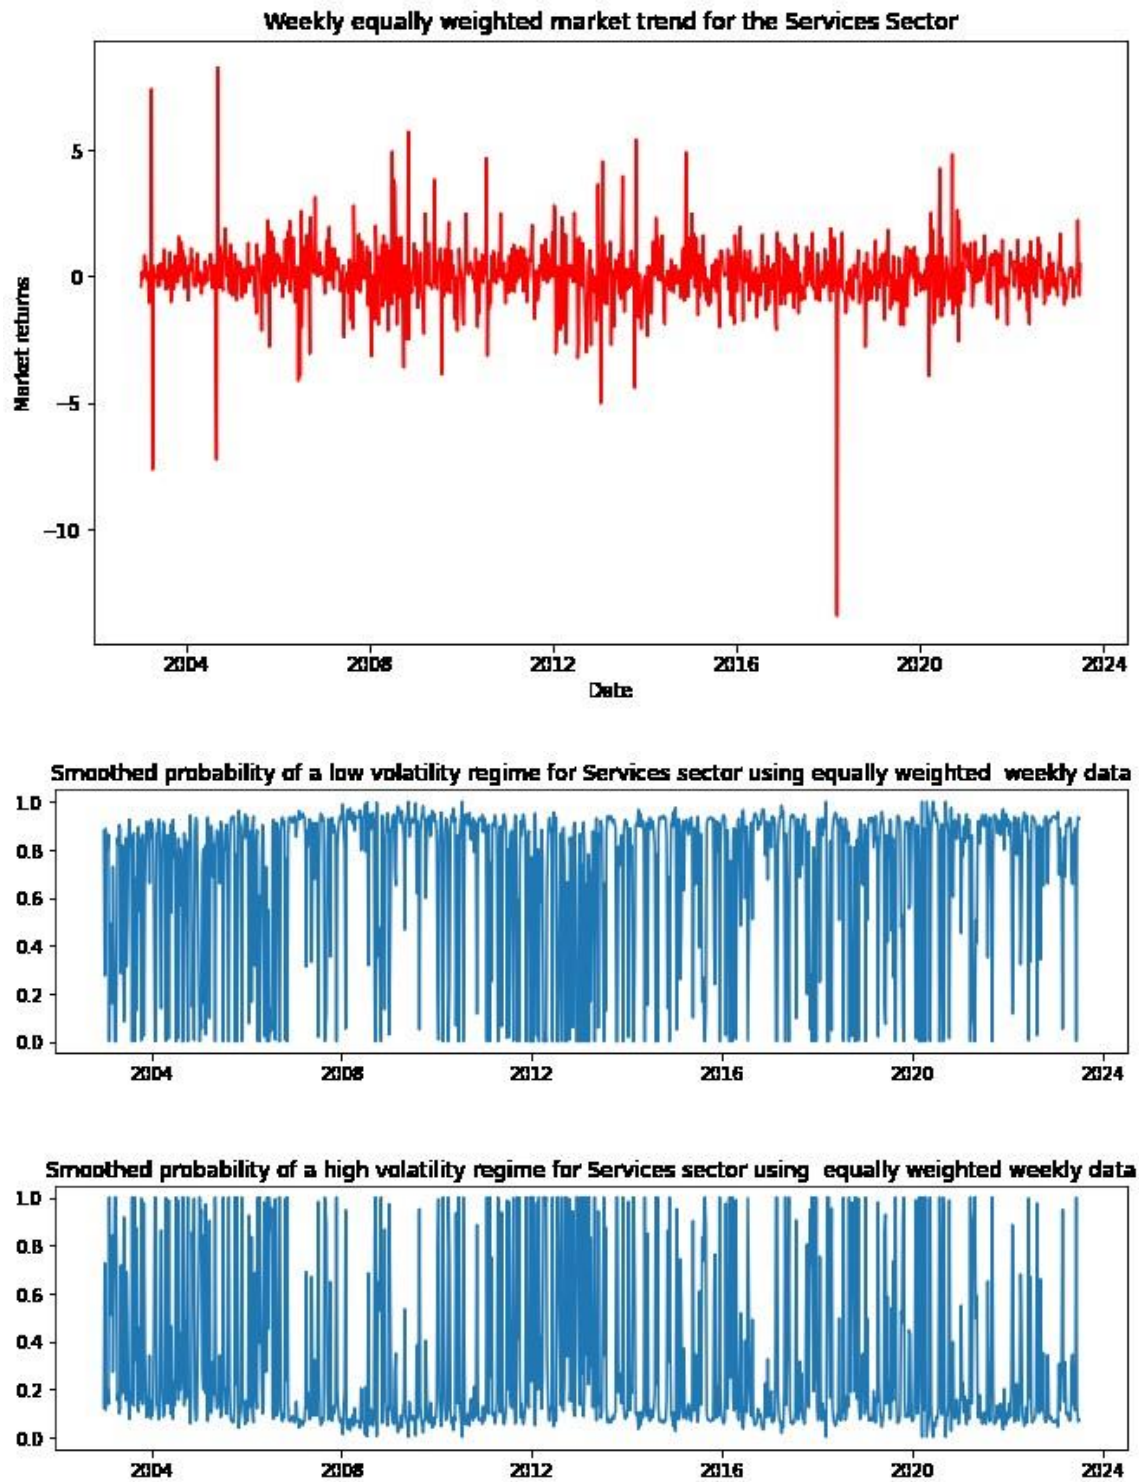 Weekly equally weighted market trend for the Services Sector
5
0
−5
−10
Market returns
2004 2008 2012 2016 2020 2024
Date
Smoothed probability of a low volatility regime for Services sector using equally weighted  weekly data
1.0
0.8
0.6
0.4
0.2
0.0
2004 2008 2012 2016 2020 2024
Smoothed probability of a high volatility regime for Services sector using  equally weighted weekly data
1.0
0.8
0.6
0.4
0.2
0.0
2004 2008 2012 2016 2020 2024